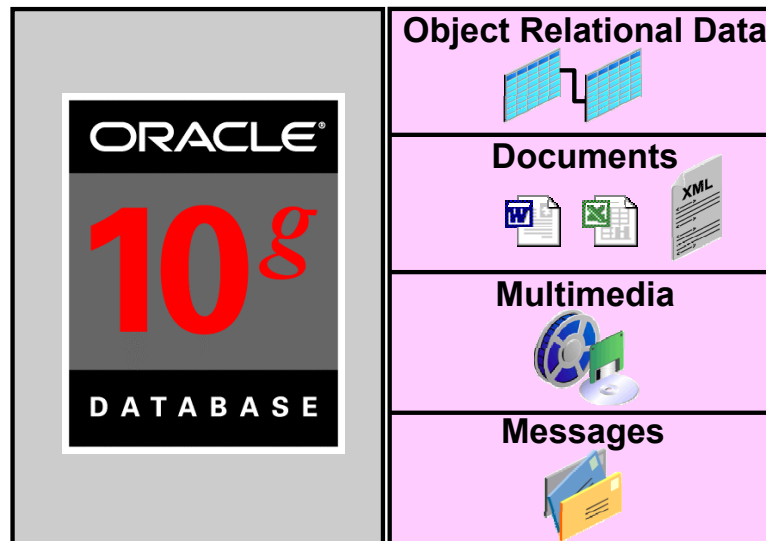 ORACLE®
10g
DATABASE
Object Relational Data
Documents
W
X
XML
Multimedia
Messages